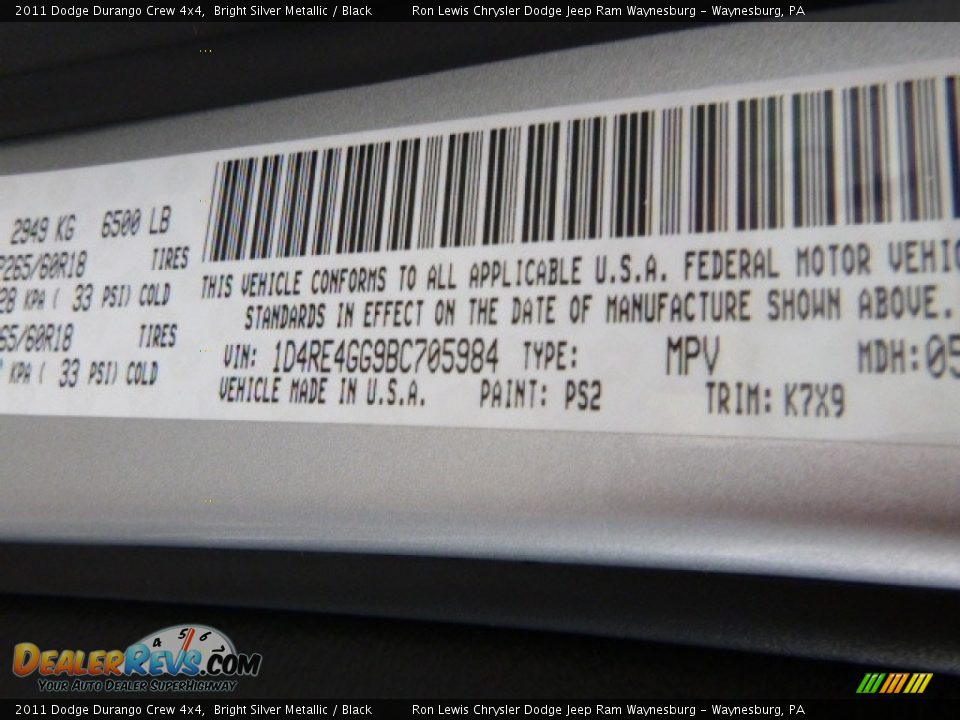 2011 Dodge Durango Crew 4x4, Bright Silver Metallic / Black Ron Lewis Chrysler Dodge Jeep Ram Waynesburg - Waynesburg, PA
2949 KG 6500 LB
P265/60R18 TIRES
28 KPA ( 33 PSI) COLD
65/60R18 TIRES
KPA ( 33 PSI) COLD
THIS VEHICLE CONFORMS TO ALL APPLICABLE U.S.A. FEDERAL MOTOR VEHIC
STANDARDS IN EFFECT ON THE DATE OF MANUFACTURE SHOWN ABOVE.
VIN: 1D4RE4GG9BC705984 TYPE: MPV MDH: 05
VEHICLE MADE IN U.S.A. PAINT: PS2 TRIM: K7X9
4 5 6
DEALERREVS.COM
YOUR AUTO DEALER SUPERHIGHWAY
2011 Dodge Durango Crew 4x4, Bright Silver Metallic / Black Ron Lewis Chrysler Dodge Jeep Ram Waynesburg - Waynesburg, PA